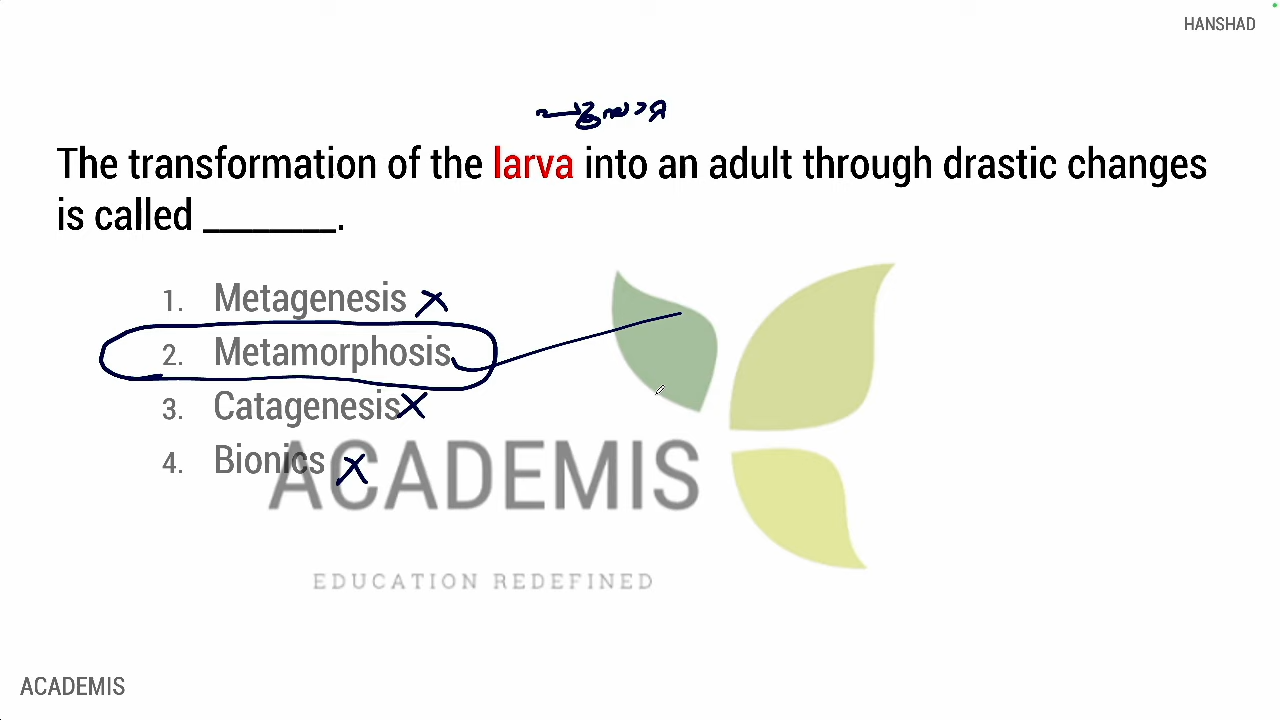 HANSHAD
The transformation of the larva into an adult through drastic changes
is called _______.
1. Metagenesis
2. Metamorphosis
3. Catagenesis
4. Bionics
ACADEMIS
EDUCATION REDEFINED
ACADEMIS